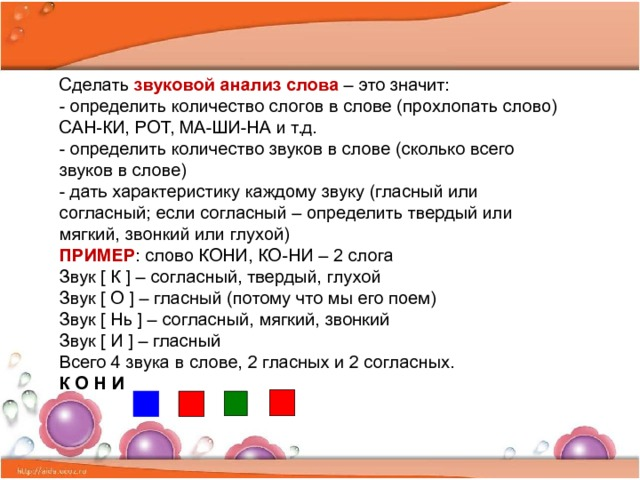 Сделать звуковой анализ слова – это значит:
- определить количество слогов в слове (прохлопать слово)
САН-КИ, РОТ, МА-ШИ-НА и т.д.
- определить количество звуков в слове (сколько всего
звуков в слове)
- дать характеристику каждому звуку (гласный или
согласный; если согласный – определить твердый или
мягкий, звонкий или глухой)
ПРИМЕР: слово КОНИ, КО-НИ – 2 слога
Звук [ К ] – согласный, твердый, глухой
Звук [ О ] – гласный (потому что мы его поем)
Звук [ Нь ] – согласный, мягкий, звонкий
Звук [ И ] – гласный
Всего 4 звука в слове, 2 гласных и 2 согласных.
К О Н И